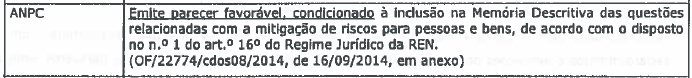 ANPC
Emite parecer favorável, condicionado à inclusão na Memória Descritiva das questões
relacionadas com a mitigação de riscos para pessoas e bens, de acordo com o disposto
no n.º 1 do art.º 16º do Regime Jurídico da REN.
(OF/22774/cdos08/2014, de 16/09/2014, em anexo)